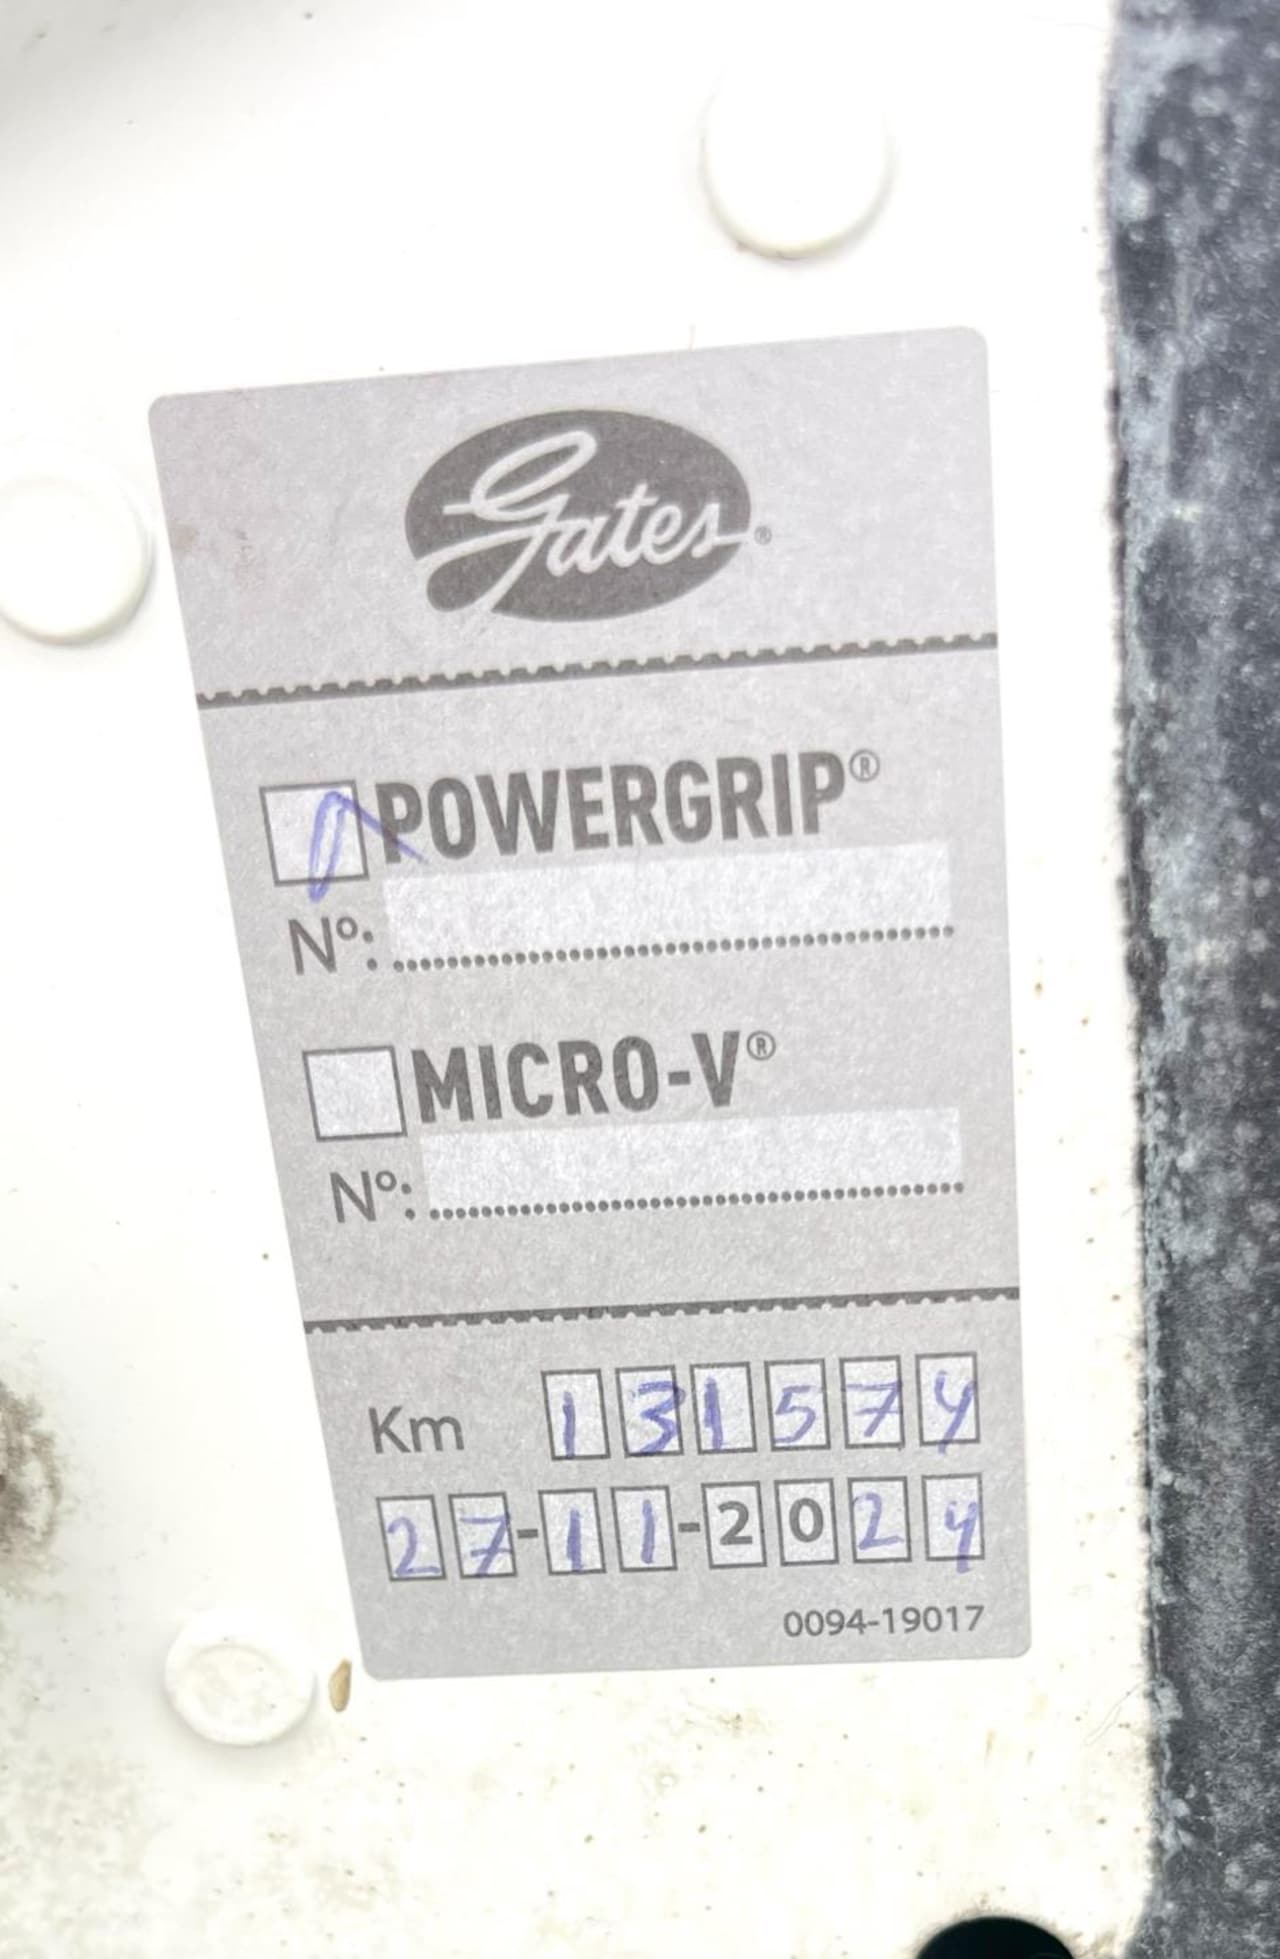 Gates®
POWERGRIP®
Nº:
MICRO-V®
Nº:
Km 131574
27-11-2024
0094-19017